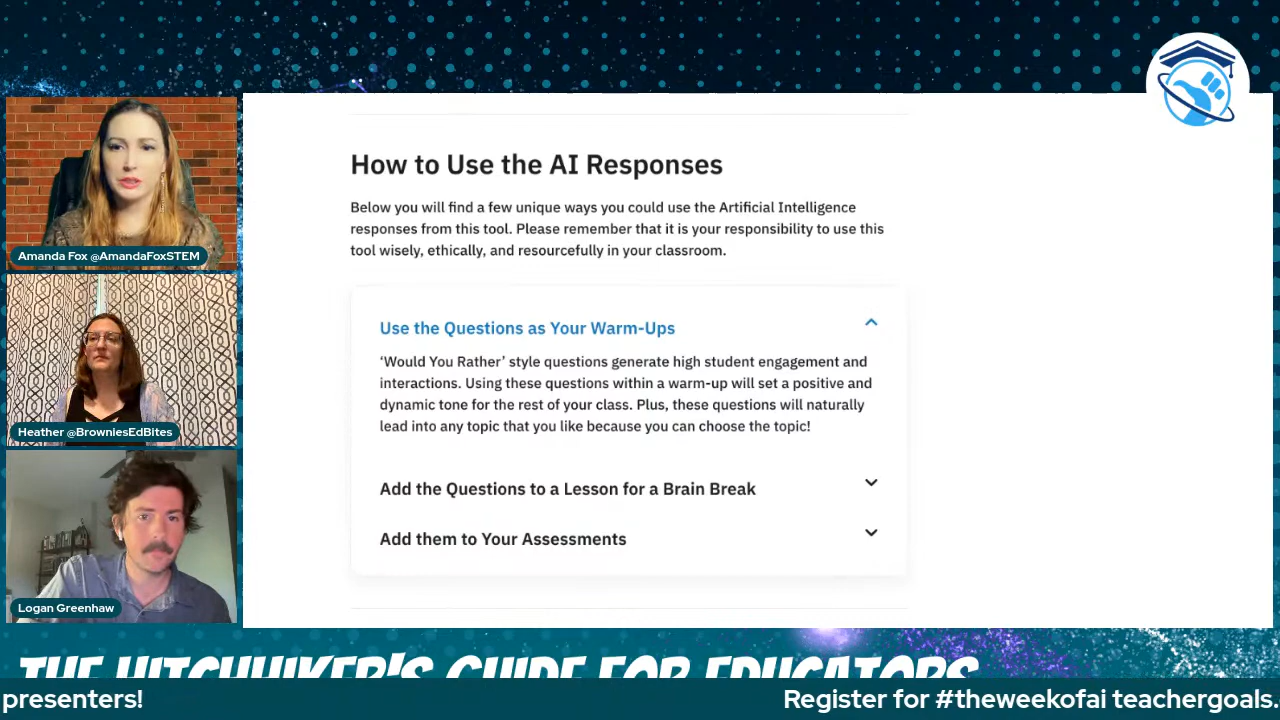 How to Use the AI Responses
Below you will find a few unique ways you could use the Artificial Intelligence
responses from this tool. Please remember that it is your responsibility to use this
tool wisely, ethically, and resourcefully in your classroom.
Use the Questions as Your Warm-Ups
‘Would You Rather’ style questions generate high student engagement and
interactions. Using these questions within a warm-up will set a positive and
dynamic tone for the rest of your class. Plus, these questions will naturally
lead into any topic that you like because you can choose the topic!
Add the Questions to a Lesson for a Brain Break
Add them to Your Assessments
Amanda Fox @AmandaFoxSTEM
Heather @BrowniesEdBites
Logan Greenhaw
THE HITCHHIKER'S GUIDE FOR EDUCATORS
presenters!
Register for #theweekofai teachergoals.